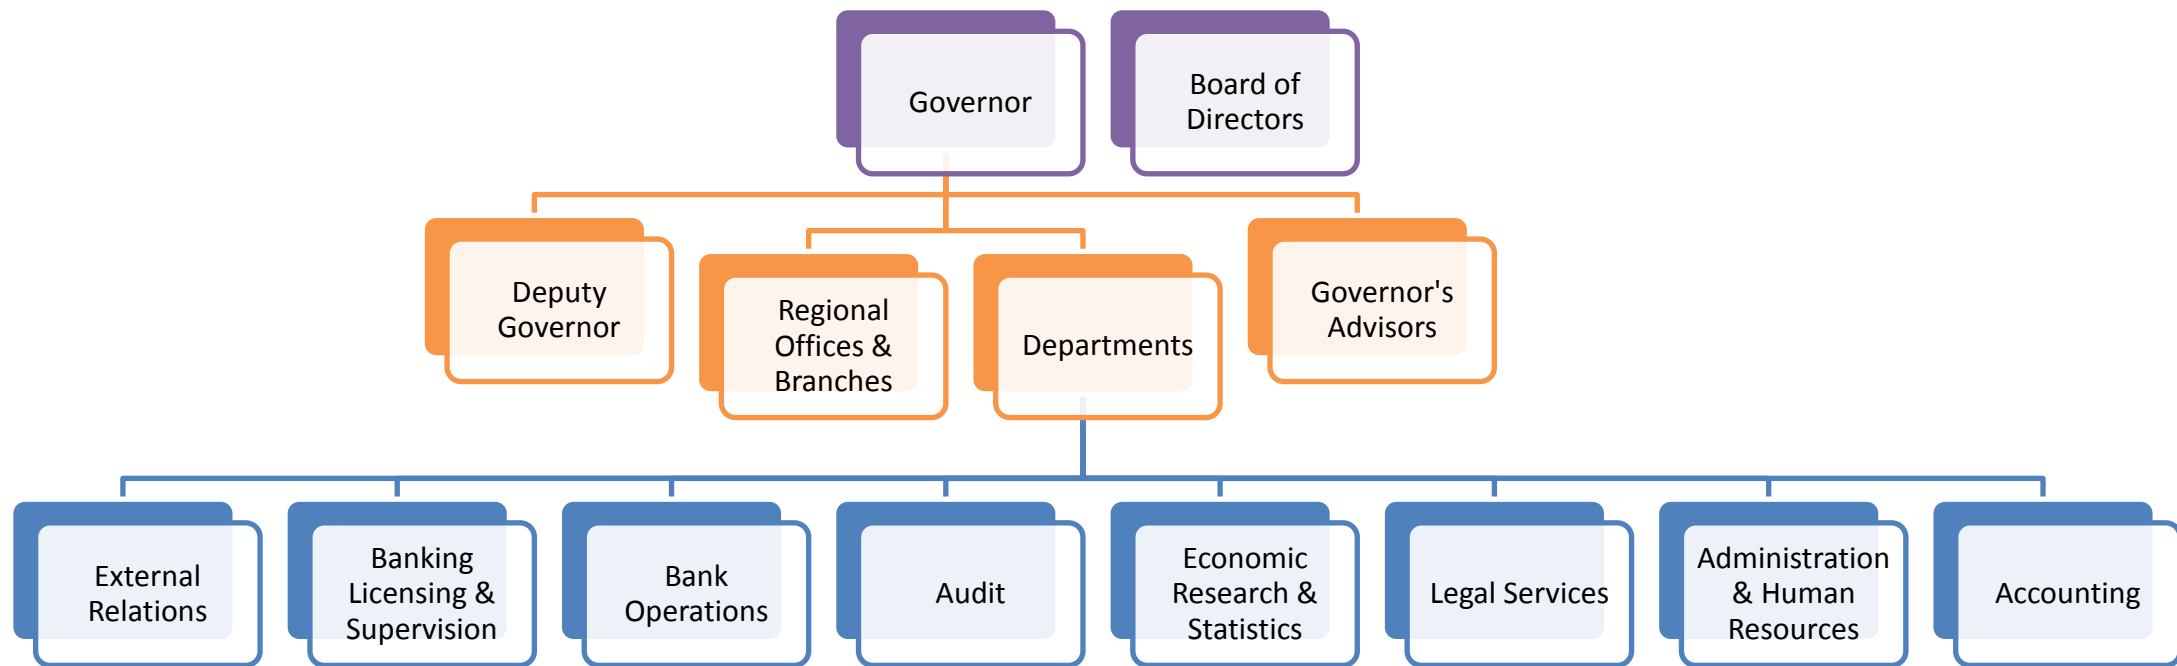 Governor
Board of
Directors
Deputy
Governor
Regional
Offices &
Branches
Departments
Governor's
Advisors
External
Relations
Banking
Licensing &
Supervision
Bank
Operations
Audit
Economic
Research &
Statistics
Legal Services
Administration
& Human
Resources
Accounting